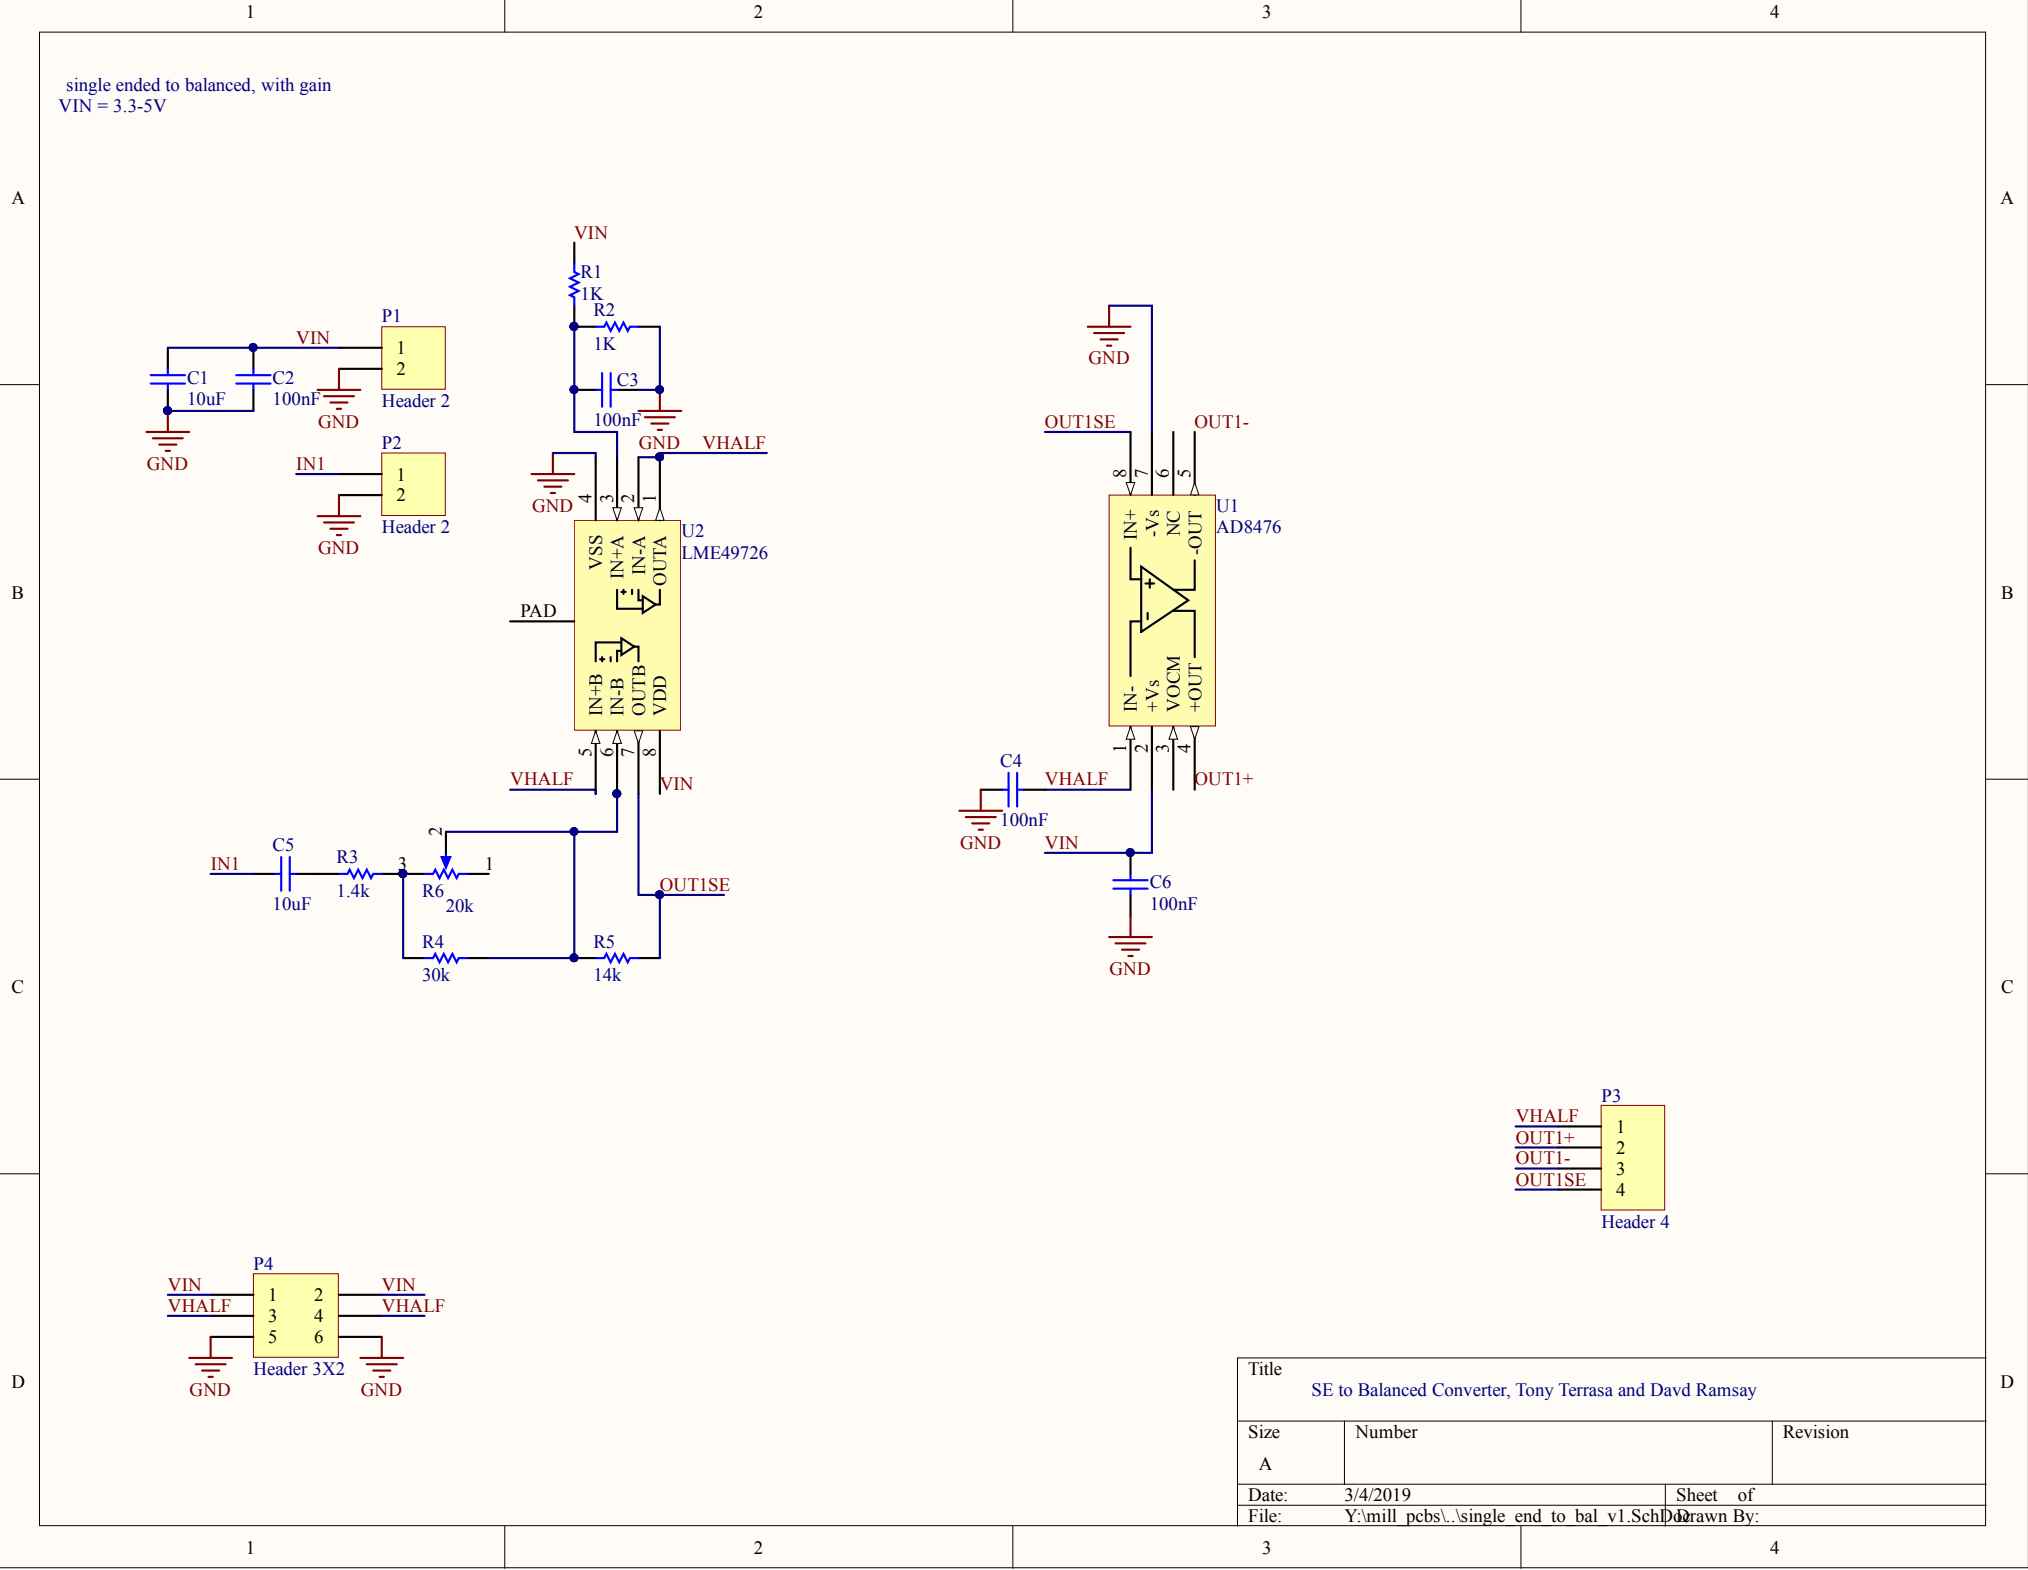 1 2 3 4
single ended to balanced, with gain
VIN = 3.3-5V
A A
VIN
R1
1K
R2
1K
C3
100nF
GND
VHALF
P1
VIN
1
2
Header 2
C1
10uF
C2
100nF
GND
GND
P2
IN1
1
2
Header 2
GND
GND
4
3
2
1
U2
LME49726
VSS
IN+A
IN-A
OUTA
PAD
IN+B
IN-B
OUTB
VDD
5
6
7
8
VHALF
VIN
B B
GND
OUT1SE
OUT1-
8
7
6
5
U1
AD8476
IN+
-Vs
NC
-OUT
IN-
+Vs
VOCM
+OUT
1
2
3
4
C4
100nF
VHALF
OUT1+
GND
VIN
C6
100nF
GND
IN1
C5
10uF
R3
1.4k
3
2
1
R6
20k
OUT1SE
R4
30k
R5
14k
C C
P3
VHALF
1
OUT1+
2
OUT1-
3
OUT1SE
4
Header 4
P4
VIN 1 2 VIN
VHALF 3 4 VHALF
5 6
Header 3X2
GND GND
D D
Title
SE to Balanced Converter, Tony Terrasa and Davd Ramsay
Size Number Revision
A
Date: 3/4/2019 Sheet of
File: Y:\mill_pcbs\..\single_end_to_bal_v1.SchDoc Drawn By:
1 2 3 4